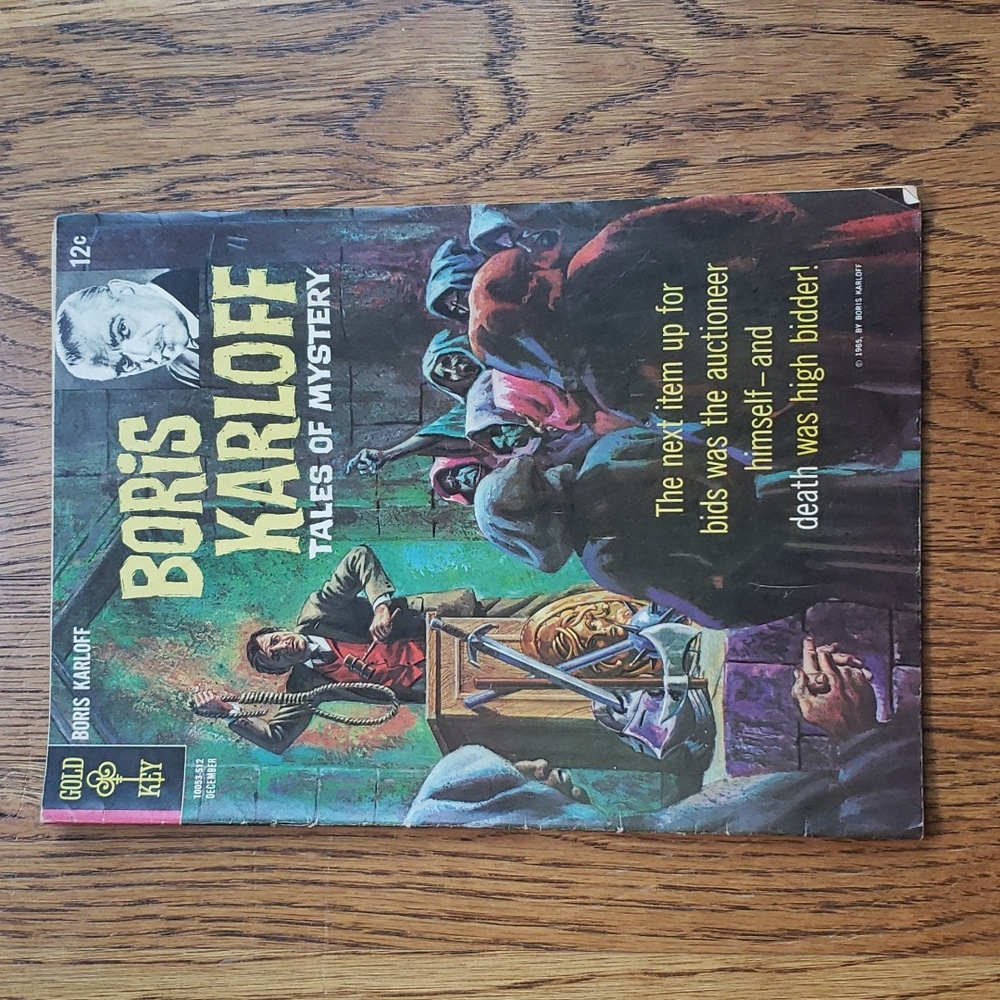 GOLD
KEY
BORIS KARLOFF
12¢
10053-512
DECEMBER
BORiS
KARLOFF
TALES OF MYSTERY
The next item up for
bids was the auctioneer
himself – and
death was high bidder!
© 1965, BY BORIS KARLOFF